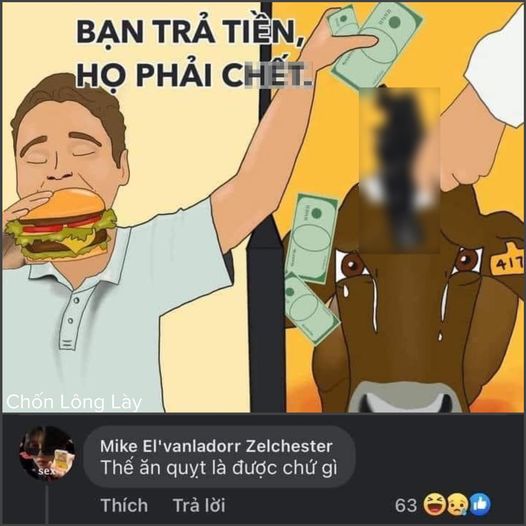 BẠN TRẢ TIỀN,
HỌ PHẢI CHẾT.
417
Chốn Lông Lày
sex
Mike El'vanladorr Zelchester
Thế ăn quỵt là được chứ gì
Thích Trả lời 63